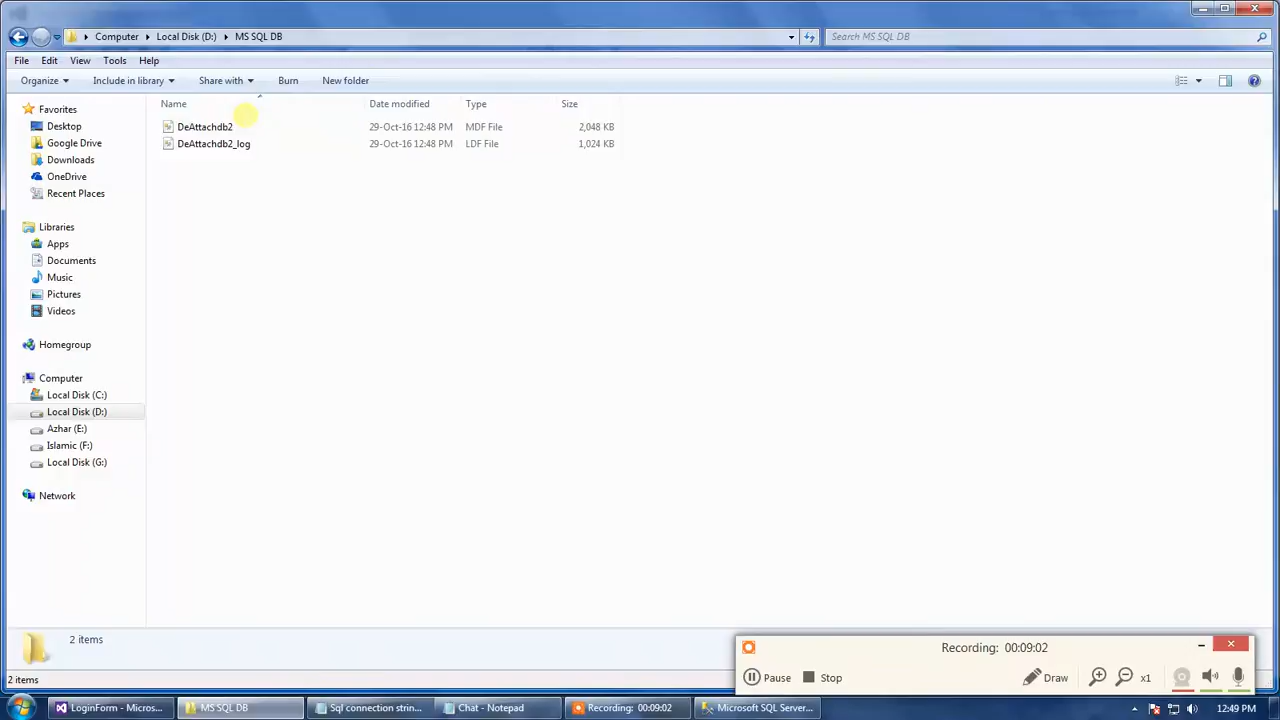 Computer Local Disk (D:) MS SQL DB Search MS SQL DB
File Edit View Tools Help
Organize Include in library Share with Burn New folder
Name Date modified Type Size
DeAttachdb2 29-Oct-16 12:48 PM MDF File 2,048 KB
DeAttachdb2_log 29-Oct-16 12:48 PM LDF File 1,024 KB
Favorites
Desktop
Google Drive
Downloads
OneDrive
Recent Places
Libraries
Apps
Documents
Music
Pictures
Videos
Homegroup
Computer
Local Disk (C:)
Local Disk (D:)
Azhar (E:)
Islamic (F:)
Local Disk (G:)
Network
2 items
2 items
Recording: 00:09:02
Pause Stop Draw x1
LoginForm - Micros... MS SQL DB Sql connection strin... Chat - Notepad Recording: 00:09:02 Microsoft SQL Server... 12:49 PM